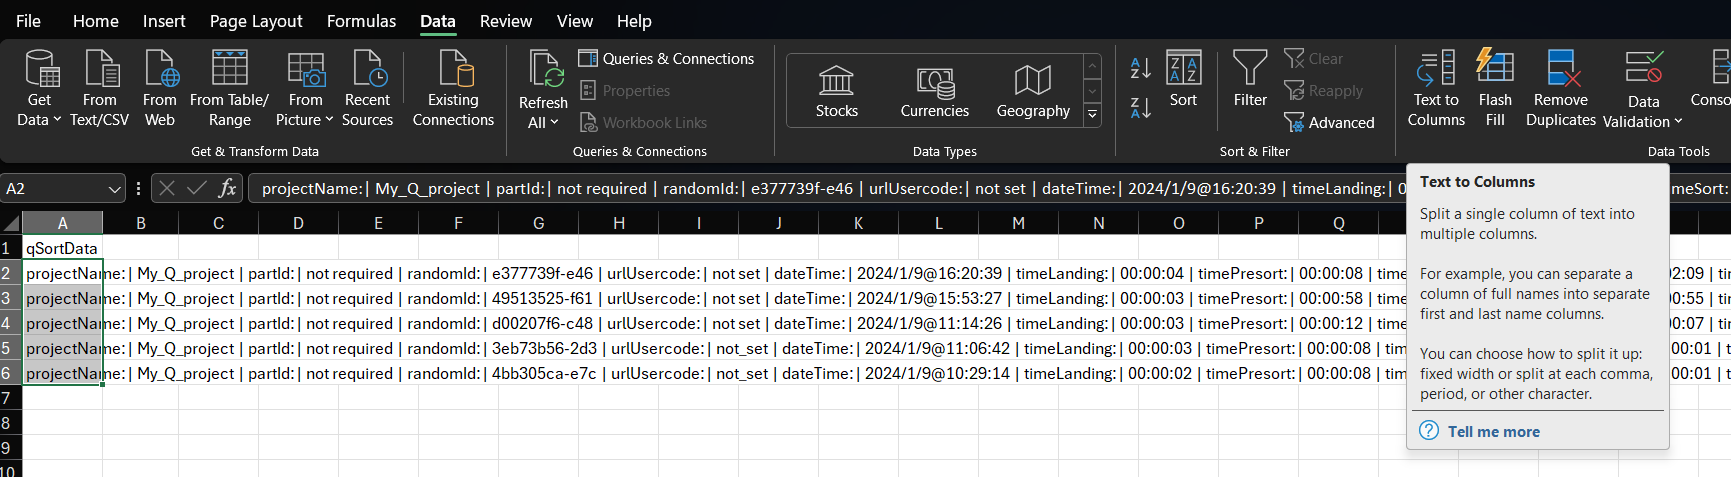 File Home Insert Page Layout Formulas Data Review View Help
Get Data
From Text/CSV
From Web
From Table/ Range
From Picture
Recent Sources
Existing Connections
Get & Transform Data
Refresh All
Queries & Connections
Properties
Workbook Links
Queries & Connections
Stocks
Currencies
Geography
Data Types
Sort
Filter
Clear
Reapply
Advanced
Sort & Filter
Text to Columns
Flash Fill
Remove Duplicates
Data Validation
Data Tools
A2 fx projectName:| My_Q_project | partId:| not required | randomId:| e377739f-e46 | urlUsercode:| not set | dateTime:| 2024/1/9@16:20:39 | timeLanding:| 0 meSort:
A B C D E F G H I J K L M N O P Q
1 qSortData
2 projectName:| My_Q_project | partId:| not required | randomId:| e377739f-e46 | urlUsercode:| not set | dateTime:| 2024/1/9@16:20:39 | timeLanding:| 00:00:04 | timePresort:| 00:00:08 | time 02:09 |
3 projectName:| My_Q_project | partId:| not required | randomId:| 49513525-f61 | urlUsercode:| not set | dateTime:| 2024/1/9@15:53:27 | timeLanding:| 00:00:03 | timePresort:| 00:00:58 | time 00:55 |
4 projectName:| My_Q_project | partId:| not required | randomId:| d00207f6-c48 | urlUsercode:| not set | dateTime:| 2024/1/9@11:14:26 | timeLanding:| 00:00:03 | timePresort:| 00:00:12 | time 00:07 |
5 projectName:| My_Q_project | partId:| not required | randomId:| 3eb73b56-2d3 | urlUsercode:| not_set | dateTime:| 2024/1/9@11:06:42 | timeLanding:| 00:00:03 | timePresort:| 00:00:08 | time 00:01 |
6 projectName:| My_Q_project | partId:| not required | randomId:| 4bb305ca-e7c | urlUsercode:| not_set | dateTime:| 2024/1/9@10:29:14 | timeLanding:| 00:00:02 | timePresort:| 00:00:08 | time 00:01 |
7
8
9
10
Text to Columns
Split a single column of text into
multiple columns.
For example, you can separate a
column of full names into separate
first and last name columns.
You can choose how to split it up:
fixed width or split at each comma,
period, or other character.
Tell me more